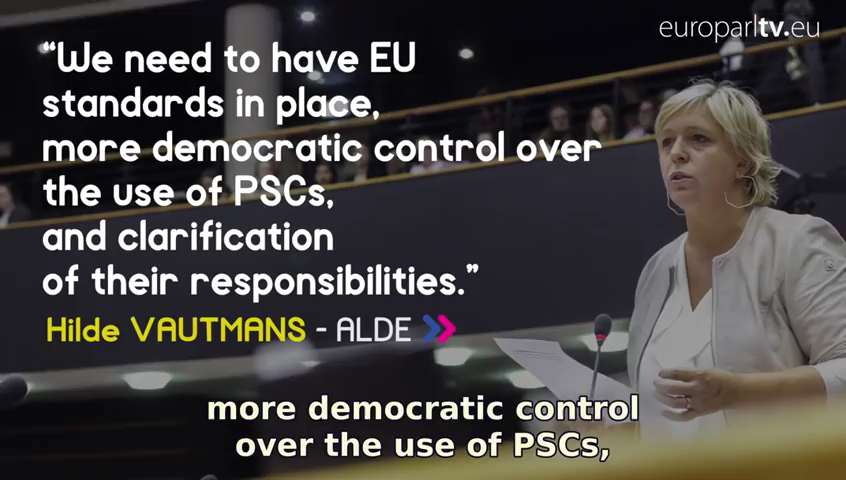 europarltv.eu
“We need to have EU
standards in place,
more democratic control over
the use of PSCs,
and clarification
of their responsibilities.”
Hilde VAUTMANS - ALDE
more democratic control
over the use of PSCs,